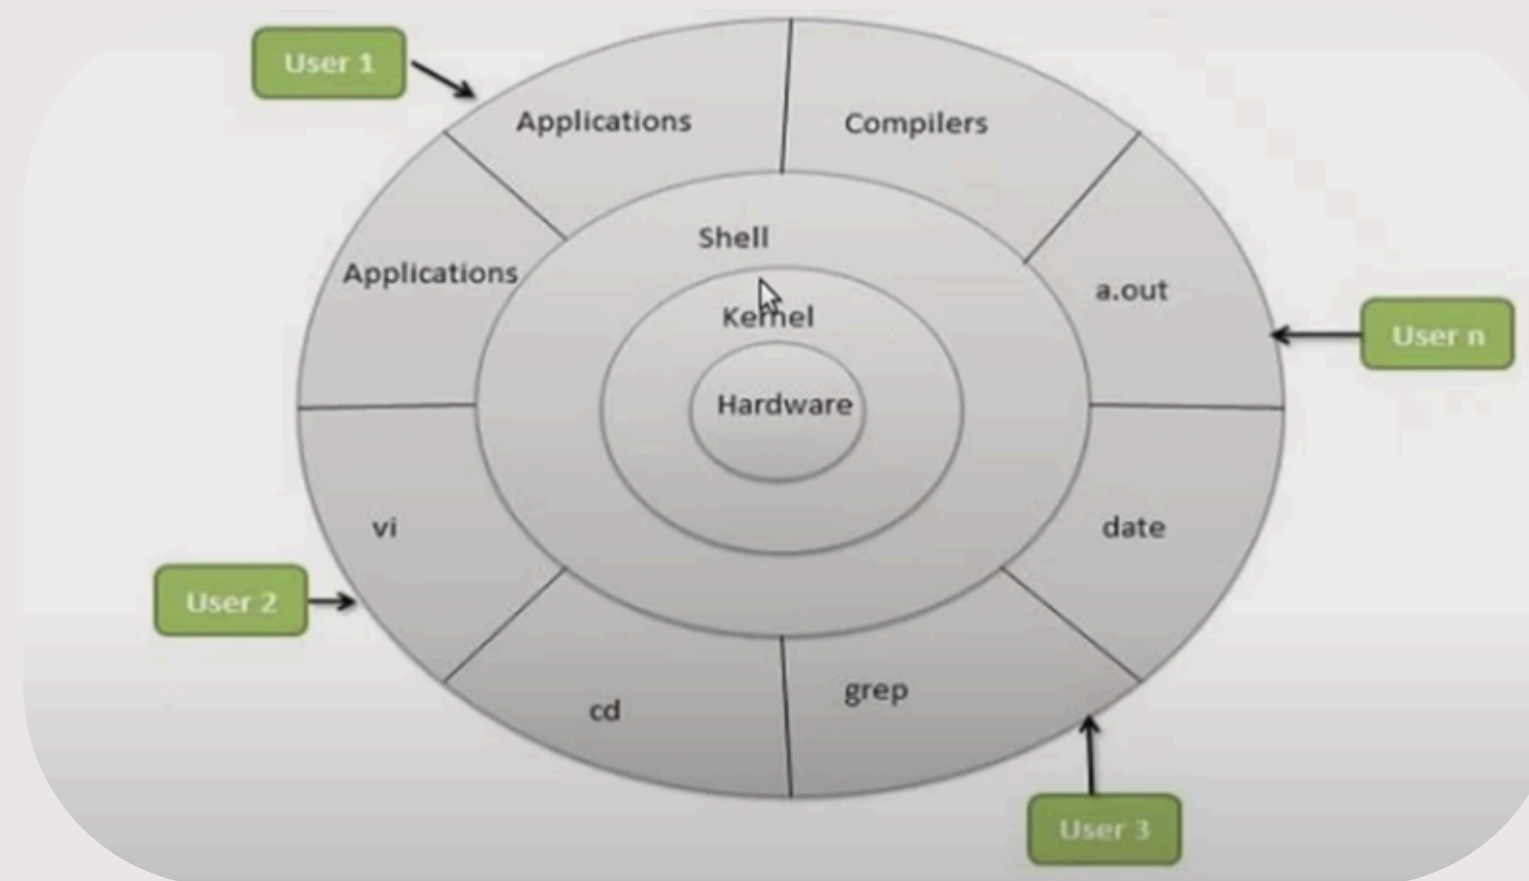 User 1
Applications
Compilers
Shell
Applications
a.out
Kernel
User n
Hardware
vi
date
User 2
grep
cd
User 3